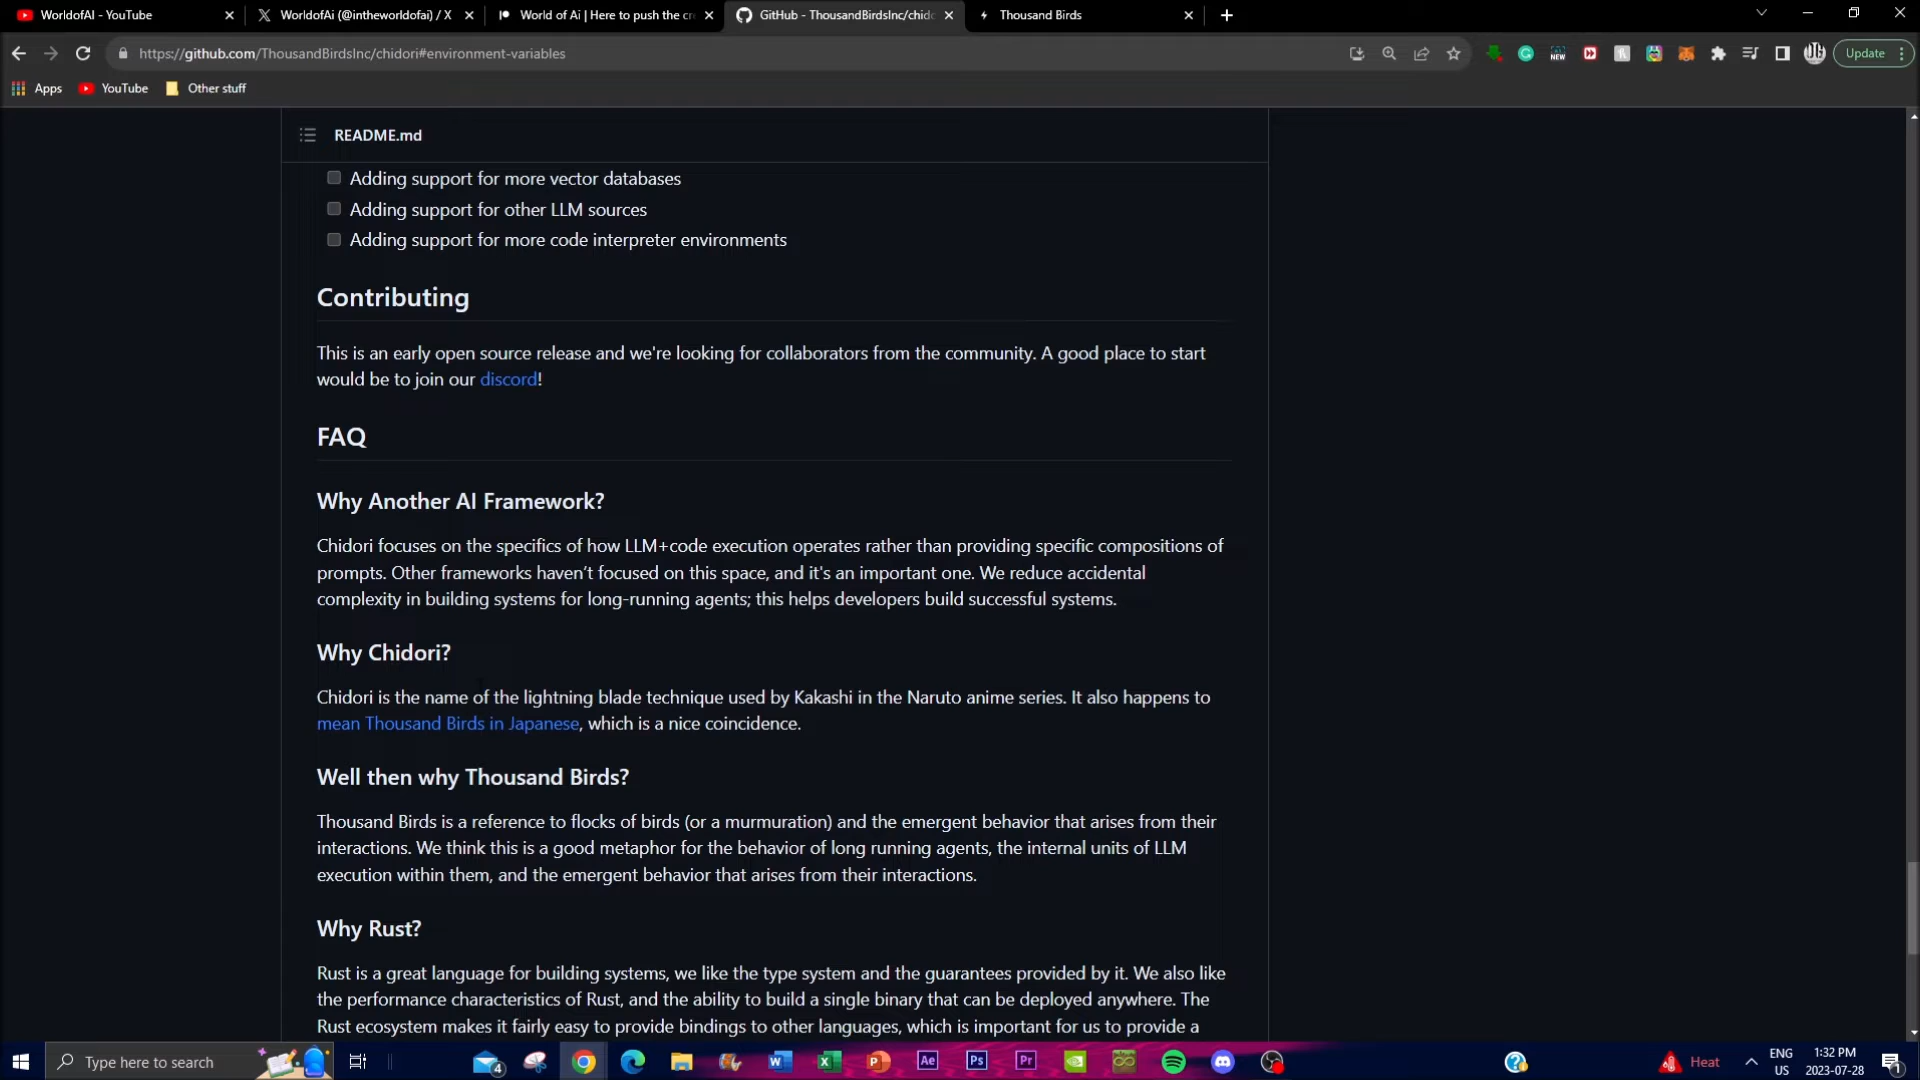 WorldofAI - YouTube
WorldofAi (@intheworldofai) / X
World of Ai | Here to push the cre
GitHub - ThousandBirdsInc/chido
Thousand Birds
https://github.com/ThousandBirdsInc/chidori#environment-variables
NEW
Update
Apps
YouTube
Other stuff
README.md
Adding support for more vector databases
Adding support for other LLM sources
Adding support for more code interpreter environments
Contributing
This is an early open source release and we're looking for collaborators from the community. A good place to start
would be to join our discord!
FAQ
Why Another AI Framework?
Chidori focuses on the specifics of how LLM+code execution operates rather than providing specific compositions of
prompts. Other frameworks haven’t focused on this space, and it's an important one. We reduce accidental
complexity in building systems for long-running agents; this helps developers build successful systems.
Why Chidori?
Chidori is the name of the lightning blade technique used by Kakashi in the Naruto anime series. It also happens to
mean Thousand Birds in Japanese, which is a nice coincidence.
Well then why Thousand Birds?
Thousand Birds is a reference to flocks of birds (or a murmuration) and the emergent behavior that arises from their
interactions. We think this is a good metaphor for the behavior of long running agents, the internal units of LLM
execution within them, and the emergent behavior that arises from their interactions.
Why Rust?
Rust is a great language for building systems, we like the type system and the guarantees provided by it. We also like
the performance characteristics of Rust, and the ability to build a single binary that can be deployed anywhere. The
Rust ecosystem makes it fairly easy to provide bindings to other languages, which is important for us to provide a
Type here to search
4
Ae
Ps
Pr
Heat
ENG
US
1:32 PM
2023-07-28
1